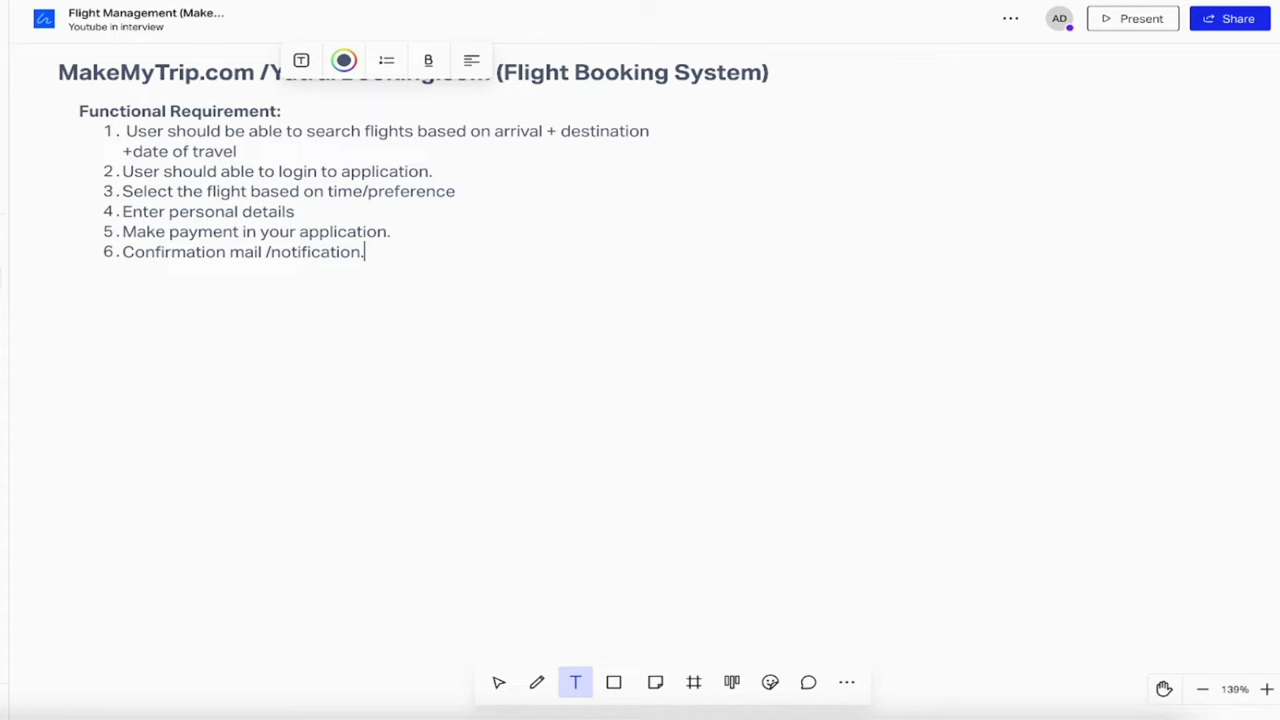 Flight Management (Make...
Youtube in interview
AD
Present
Share
MakeMyTrip.com / (Flight Booking System)
Functional Requirement:
1. User should be able to search flights based on arrival + destination
+date of travel
2. User should able to login to application.
3. Select the flight based on time/preference
4. Enter personal details
5. Make payment in your application.
6. Confirmation mail /notification.
139%